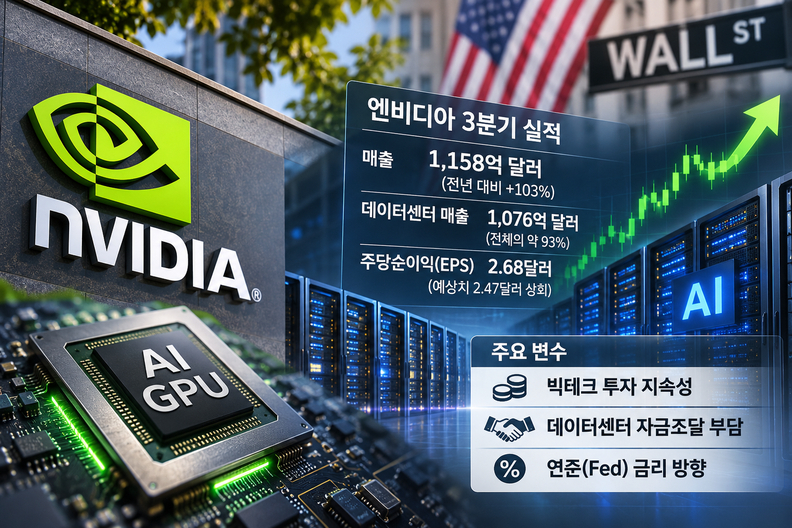 nVIDIA®
AI
GPU
WALL ST
엔비디아 3분기 실적
매출 1,158억 달러
(전년 대비 +103%)
데이터센터 매출 1,076억 달러
(전체의 약 93%)
주당순이익(EPS) 2.68달러
(예상치 2.47달러 상회)
AI
주요 변수
빅테크 투자 지속성
데이터센터 자금조달 부담
% 연준(Fed) 금리 방향